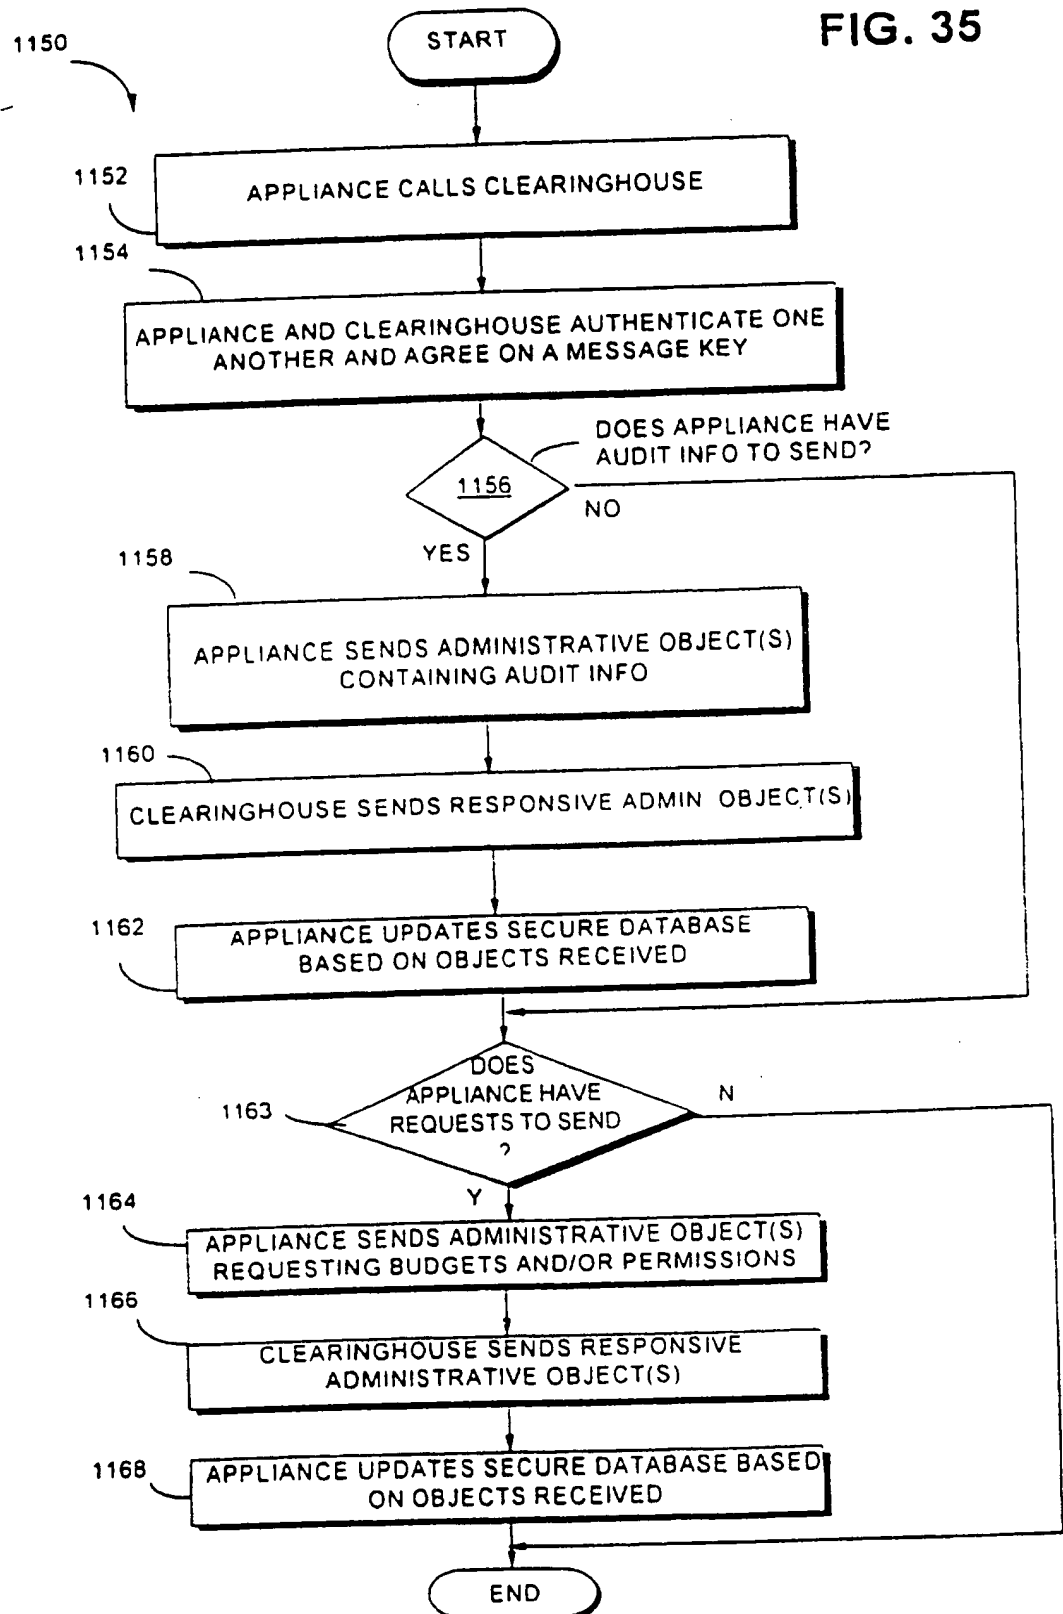 FIG. 35
1150
START
1152
APPLIANCE CALLS CLEARINGHOUSE
1154
APPLIANCE AND CLEARINGHOUSE AUTHENTICATE ONE
ANOTHER AND AGREE ON A MESSAGE KEY
DOES APPLIANCE HAVE
AUDIT INFO TO SEND?
1156
NO
YES
1158
APPLIANCE SENDS ADMINISTRATIVE OBJECT(S)
CONTAINING AUDIT INFO
1160
CLEARINGHOUSE SENDS RESPONSIVE ADMIN OBJECT(S)
1162
APPLIANCE UPDATES SECURE DATABASE
BASED ON OBJECTS RECEIVED
DOES
APPLIANCE HAVE
REQUESTS TO SEND
?
1163
N
Y
1164
APPLIANCE SENDS ADMINISTRATIVE OBJECT(S)
REQUESTING BUDGETS AND/OR PERMISSIONS
1166
CLEARINGHOUSE SENDS RESPONSIVE
ADMINISTRATIVE OBJECT(S)
1168
APPLIANCE UPDATES SECURE DATABASE BASED
ON OBJECTS RECEIVED
END